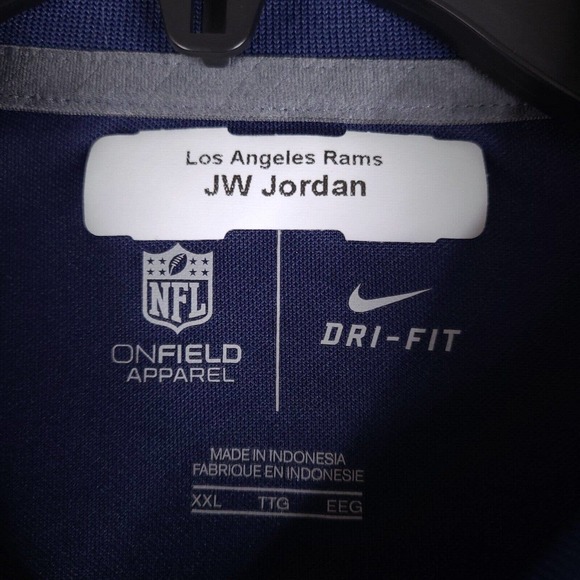 Los Angeles Rams
JW Jordan
NFL
ONFIELD
APPAREL
DRI-FIT
MADE IN INDONESIA
FABRIQUE EN INDONESIE
XXL TTG EEG